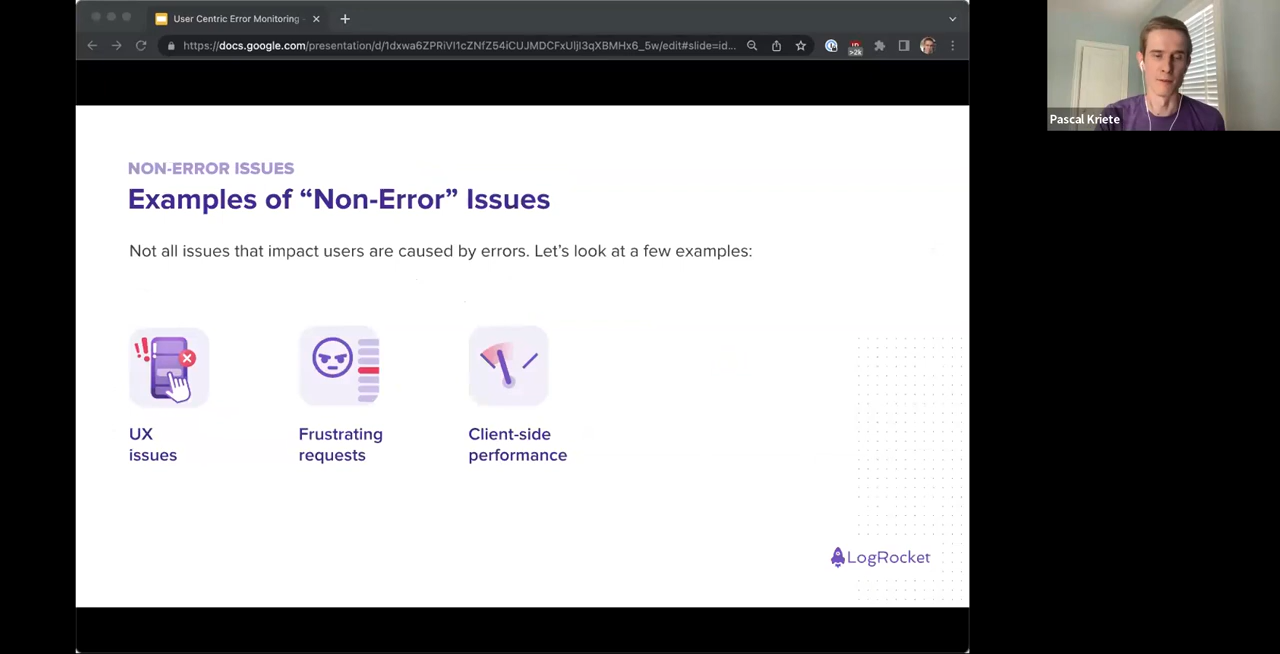 User Centric Error Monitoring -
https://docs.google.com/presentation/d/1dxwa6ZPRiVI1cZNfZ54iCUJMDCFxUljI3qXBMHx6_5w/edit#slide=id...
>2k
Pascal Kriete
NON-ERROR ISSUES
Examples of “Non-Error” Issues
Not all issues that impact users are caused by errors. Let’s look at a few examples:
UX
issues
Frustrating
requests
Client-side
performance
LogRocket